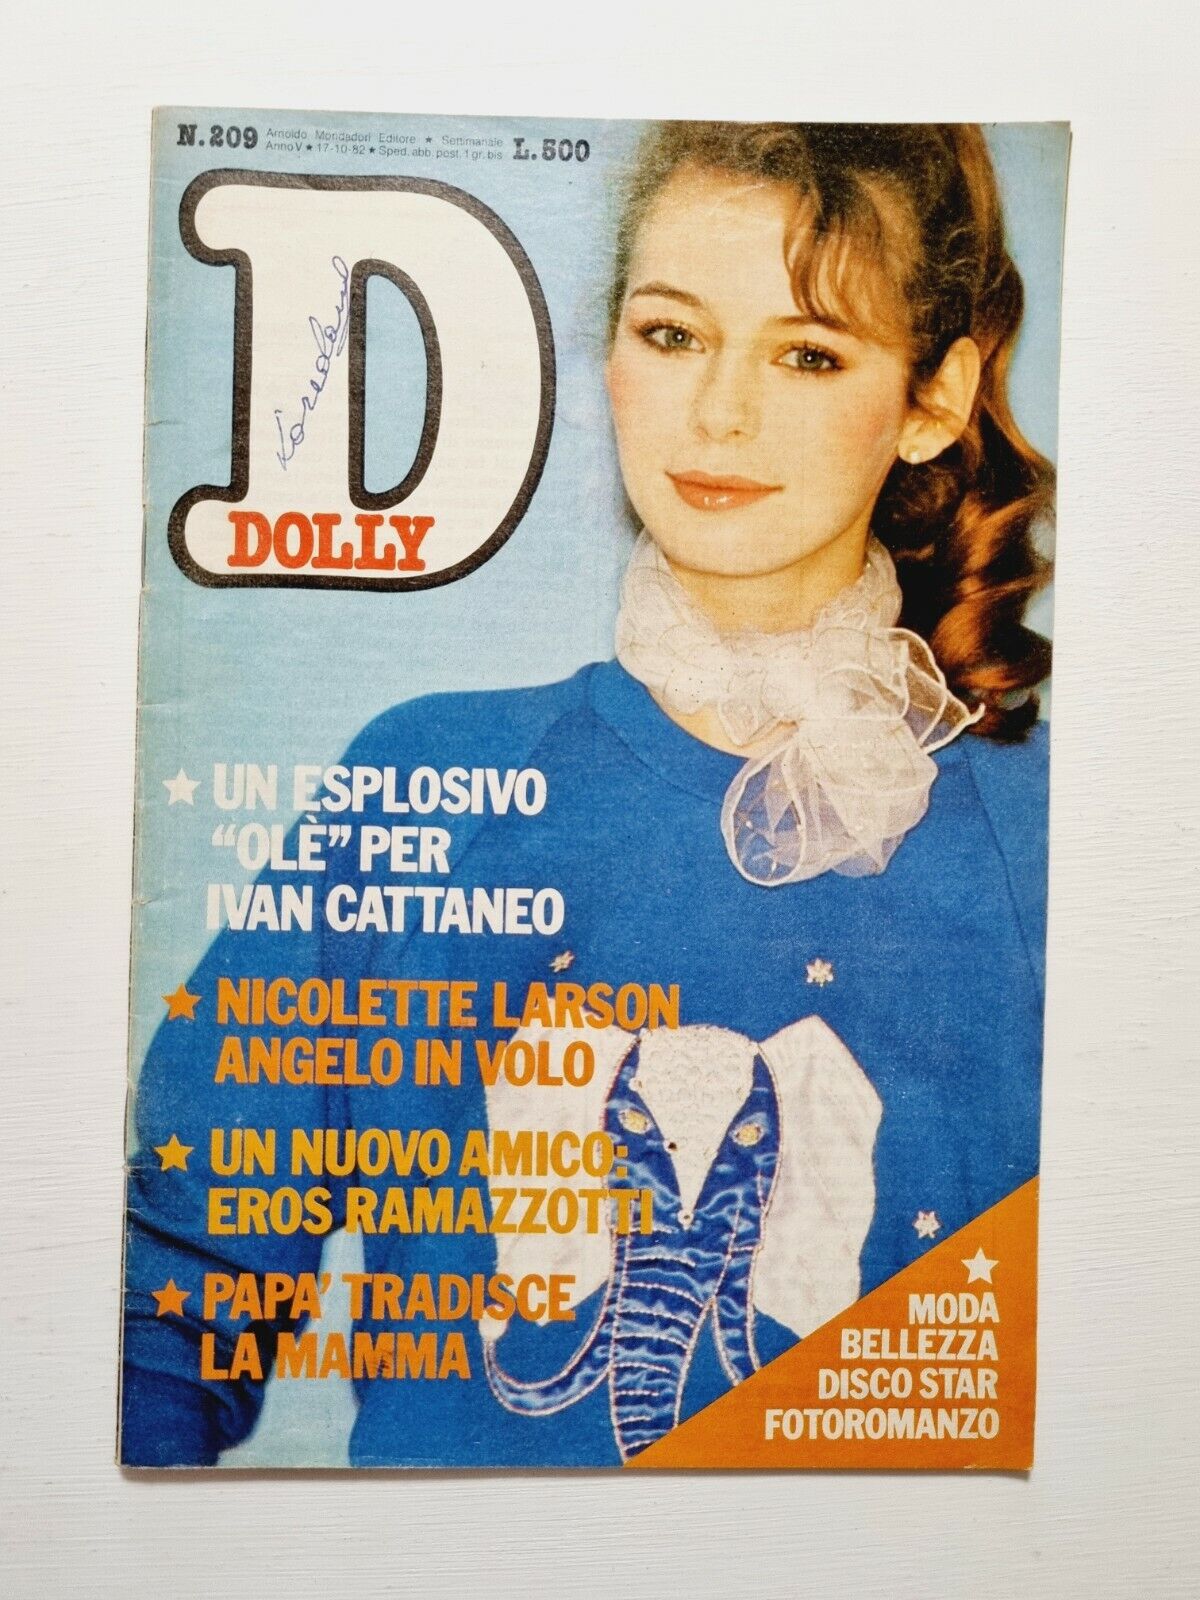 N.209
Arnoldo Mondadori Editore ★ Settimanale
Anno V ★ 17-10-82 ★ Sped. abb. post. 1 gr. bis
L.500
D
DOLLY
★ UN ESPLOSIVO
“OLÈ” PER
IVAN CATTANEO
★ NICOLETTE LARSON
ANGELO IN VOLO
★ UN NUOVO AMICO:
EROS RAMAZZOTTI
★ PAPA’ TRADISCE
LA MAMMA
★
MODA
BELLEZZA
DISCO STAR
FOTOROMANZO